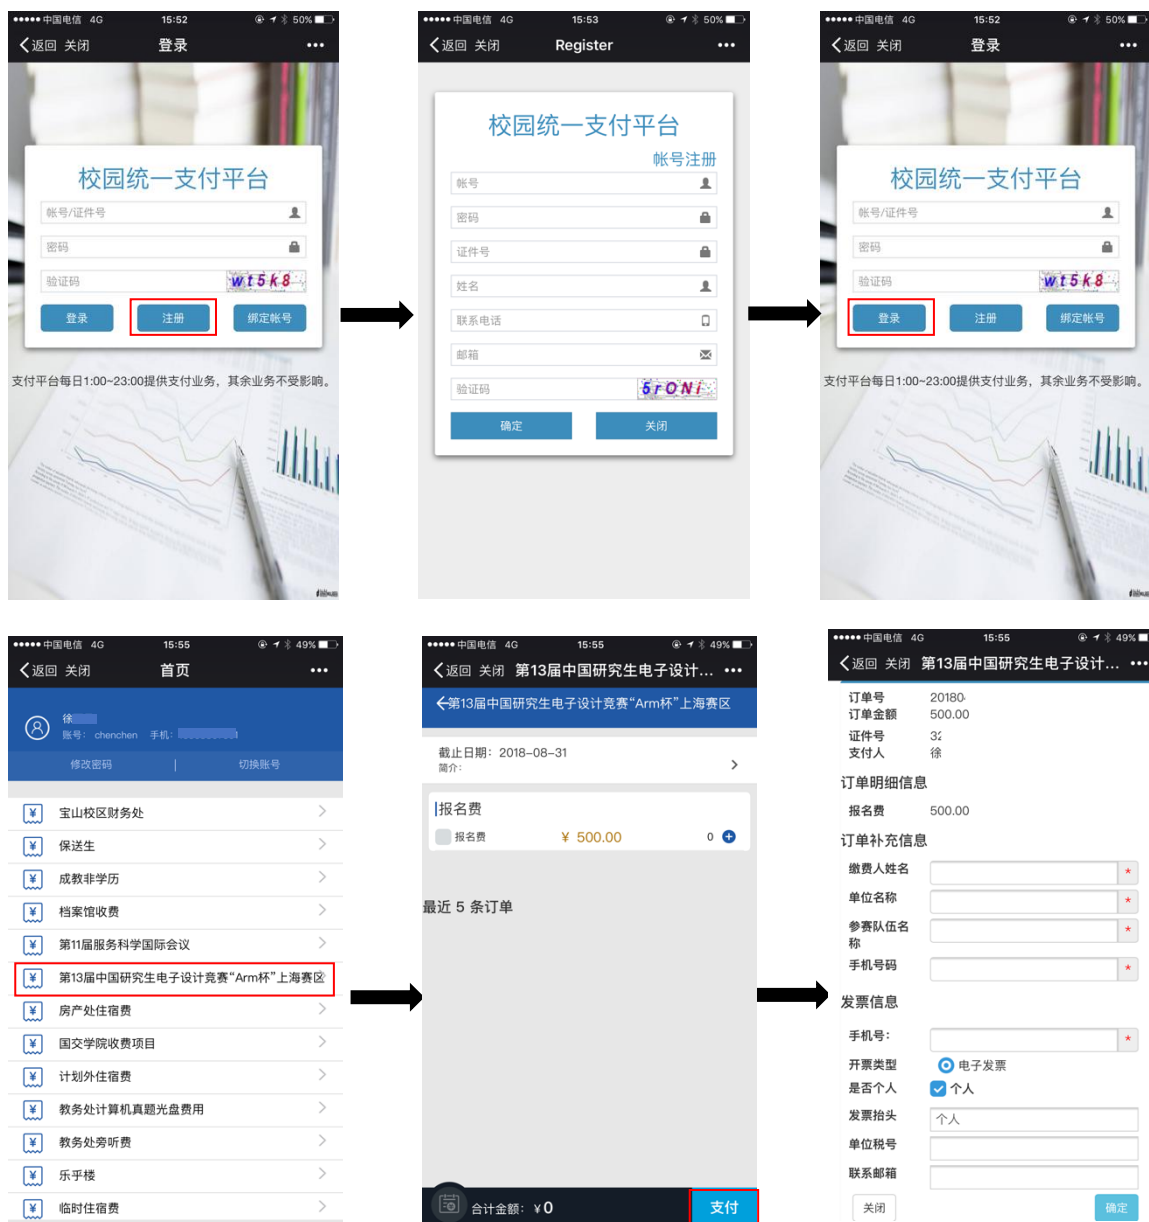 中国电信 4G 15:52 50%
返回 关闭 登录
校园统一支付平台
帐号/证件号
密码
验证码 wt5k8
登录 注册 绑定帐号
支付平台每日1:00~23:00提供支付业务，其余业务不受影响。
中国电信 4G 15:53 50%
返回 关闭 Register
校园统一支付平台
帐号注册
帐号
密码
证件号
姓名
联系电话
邮箱
验证码 5rONi
确定 关闭
中国电信 4G 15:52 50%
返回 关闭 登录
校园统一支付平台
帐号/证件号
密码
验证码 wt5k8
登录 注册 绑定帐号
支付平台每日1:00~23:00提供支付业务，其余业务不受影响。
中国电信 4G 15:55 49%
返回 关闭 首页
徐
账号： chenchen 手机：
修改密码 | 切换账号
宝山校区财务处
保送生
成教非学历
档案馆收费
第11届服务科学国际会议
第13届中国研究生电子设计竞赛“Arm杯”上海赛区
房产处住宿费
国交学院收费项目
计划外住宿费
教务处计算机真题光盘费用
教务处旁听费
乐乎楼
临时住宿费
中国电信 4G 15:55 49%
返回 关闭 第13届中国研究生电子设计...
第13届中国研究生电子设计竞赛“Arm杯”上海赛区
截止日期：2018-08-31
简介：
报名费
报名费 ¥ 500.00 0
最近 5 条订单
合计金额：¥0 支付
中国电信 4G 15:55 49%
返回 关闭 第13届中国研究生电子设计...
订单号 20180
订单金额 500.00
证件号 32
支付人 徐
订单明细信息
报名费 500.00
订单补充信息
缴费人姓名 *
单位名称 *
参赛队伍名
称 *
手机号码 *
发票信息
手机号： *
开票类型 电子发票
是否个人 个人
发票抬头 个人
单位税号
联系邮箱
关闭 确定